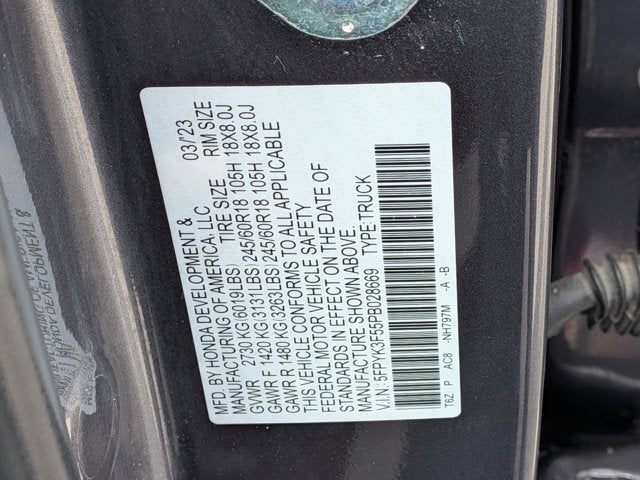 MFD. BY HONDA DEVELOPMENT & 03/'23
MANUFACTURING OF AMERICA, LLC TIRE SIZE RIM SIZE
GVWR 2730 KG(6019LBS)
GAWR F 1420 KG(3131LBS) 245/60R18 105H 18X8.0J
GAWR R 1480 KG(3263LBS) 245/60R18 105H 18X8.0J
THIS VEHICLE CONFORMS TO ALL APPLICABLE
FEDERAL MOTOR VEHICLE SAFETY
STANDARDS IN EFFECT ON THE DATE OF
MANUFACTURE SHOWN ABOVE.
V.I.N: 5FPYK3F55PB028669 TYPE:TRUCK
T6Z P AC8 -NH797M -A -B